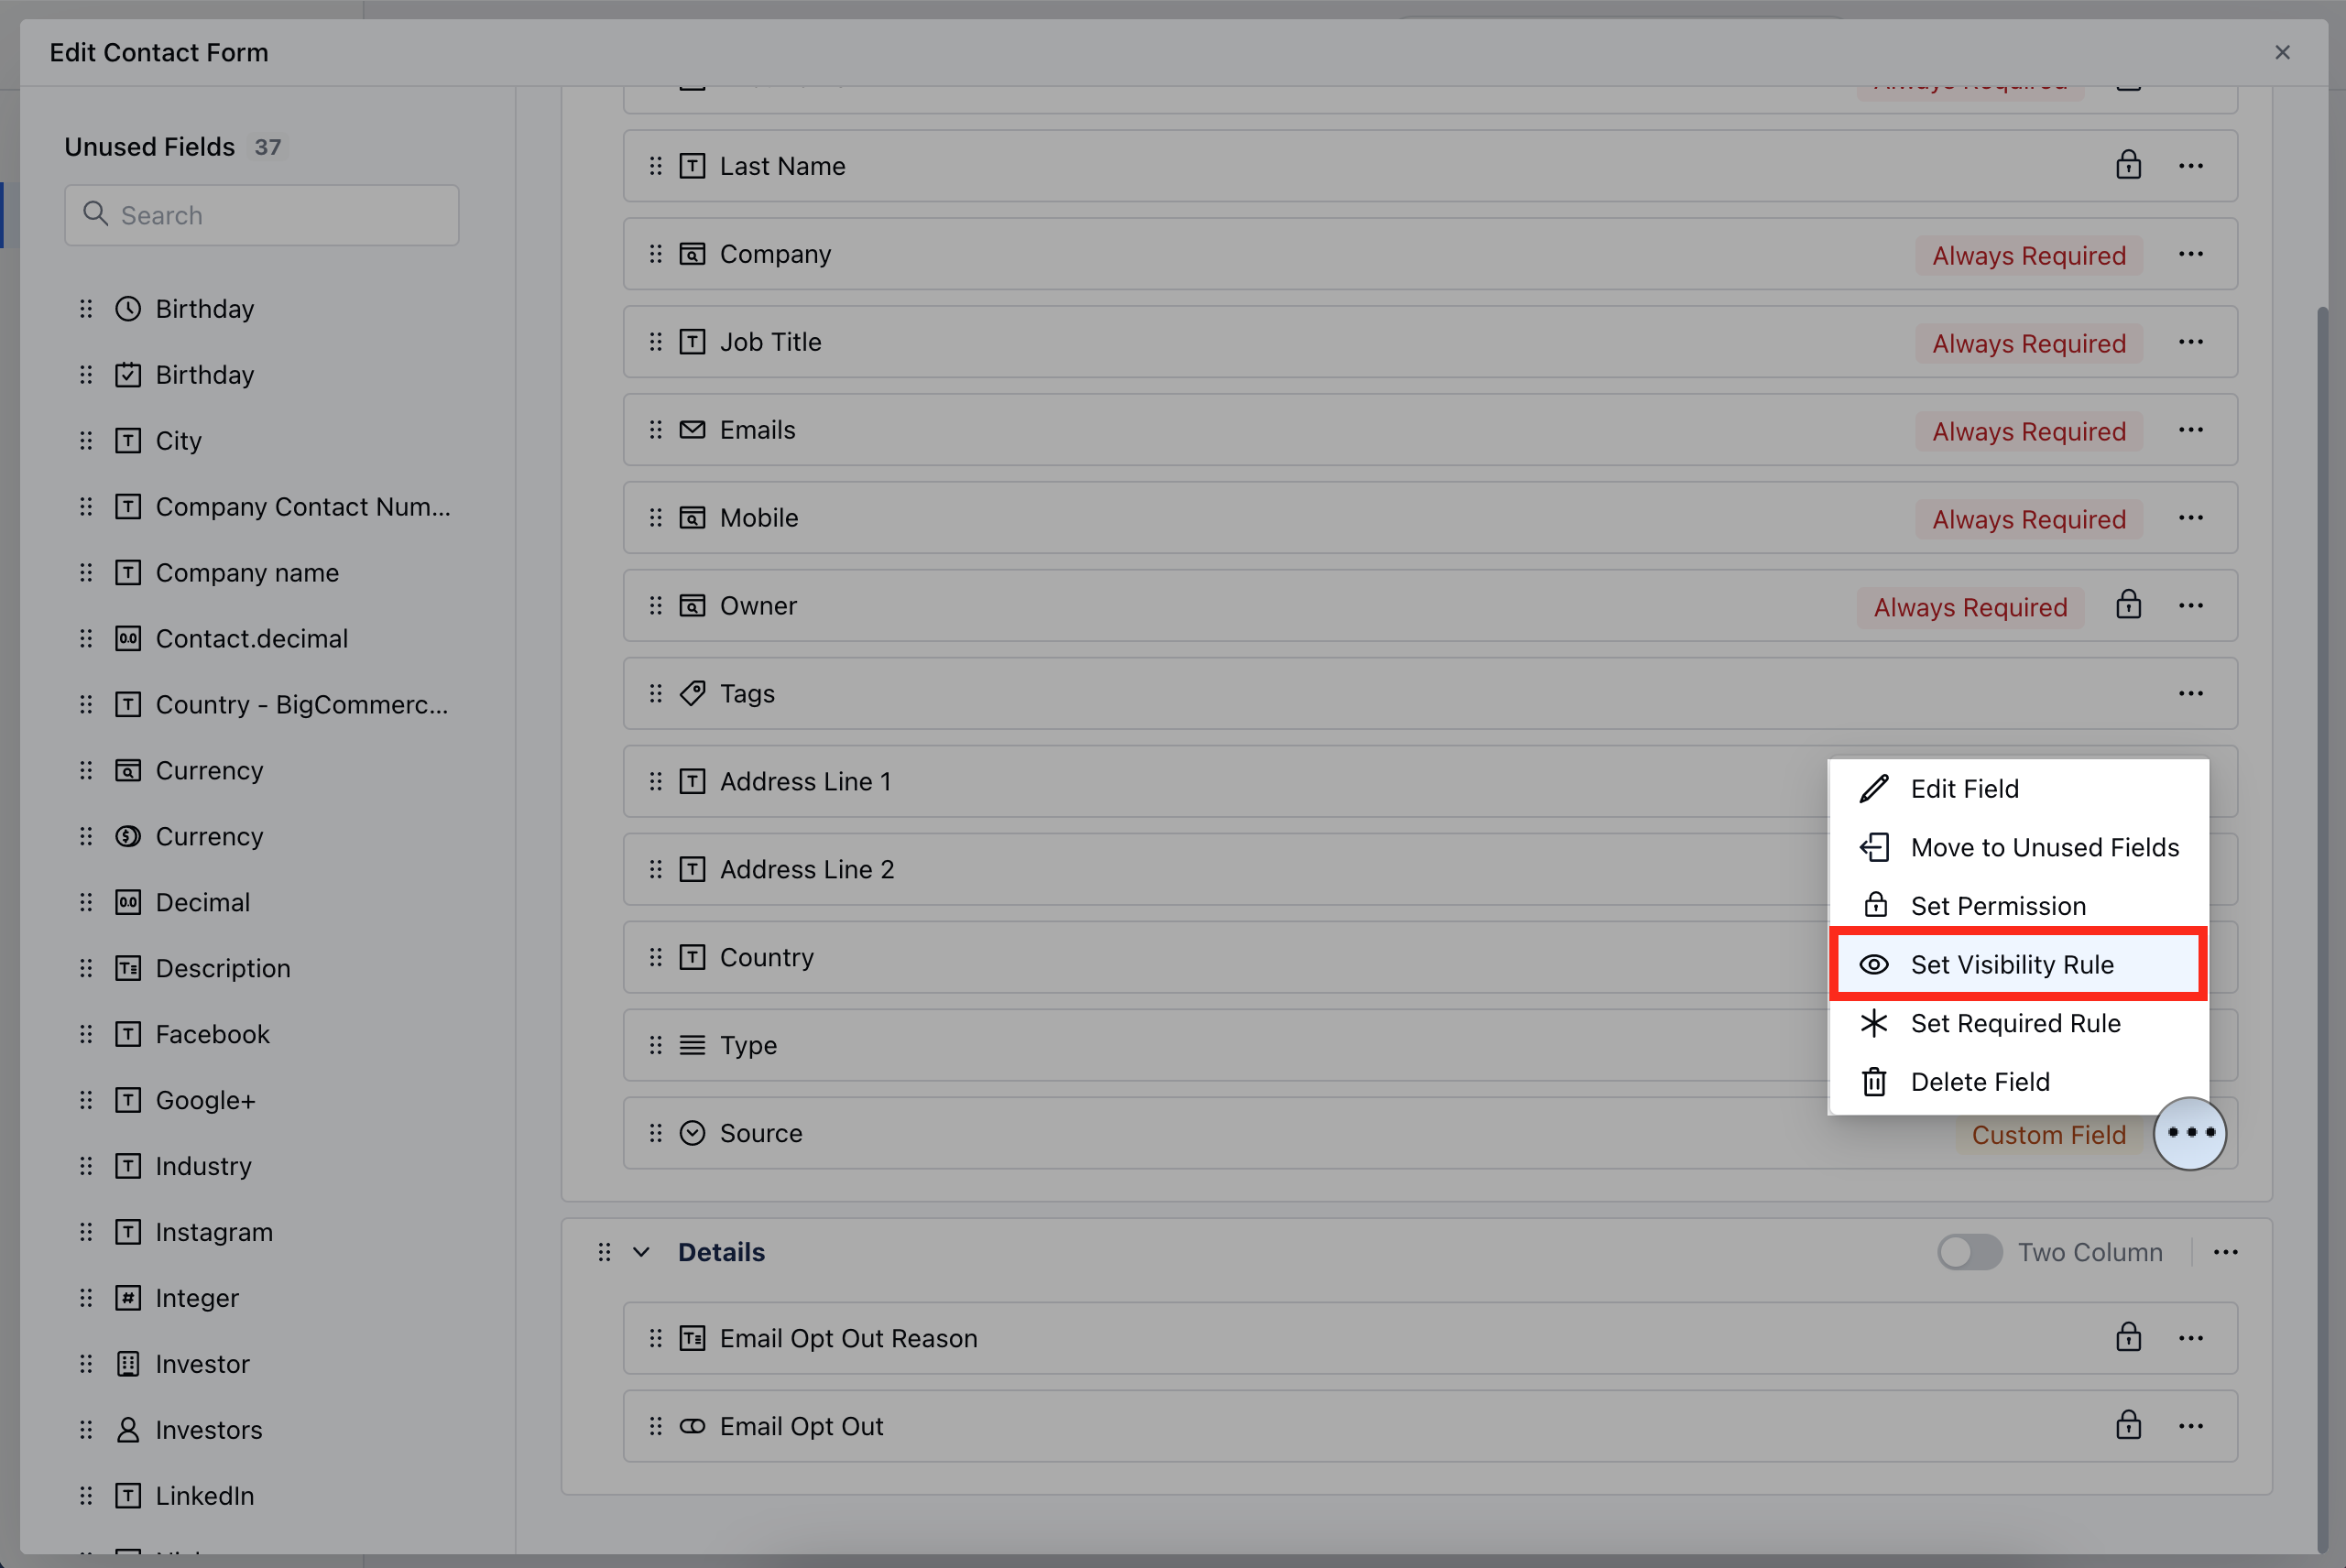 Edit Contact Form
Unused Fields 37
Search
Birthday
Birthday
City
Company Contact Num...
Company name
Contact.decimal
Country - BigCommerc...
Currency
Currency
Decimal
Description
Facebook
Google+
Industry
Instagram
Integer
Investor
Investors
LinkedIn
Always Required
Last Name
Company Always Required
Job Title Always Required
Emails Always Required
Mobile Always Required
Owner Always Required
Tags
Address Line 1
Address Line 2
Country
Type
Source Custom Field
Edit Field
Move to Unused Fields
Set Permission
Set Visibility Rule
Set Required Rule
Delete Field
Details Two Column
Email Opt Out Reason
Email Opt Out